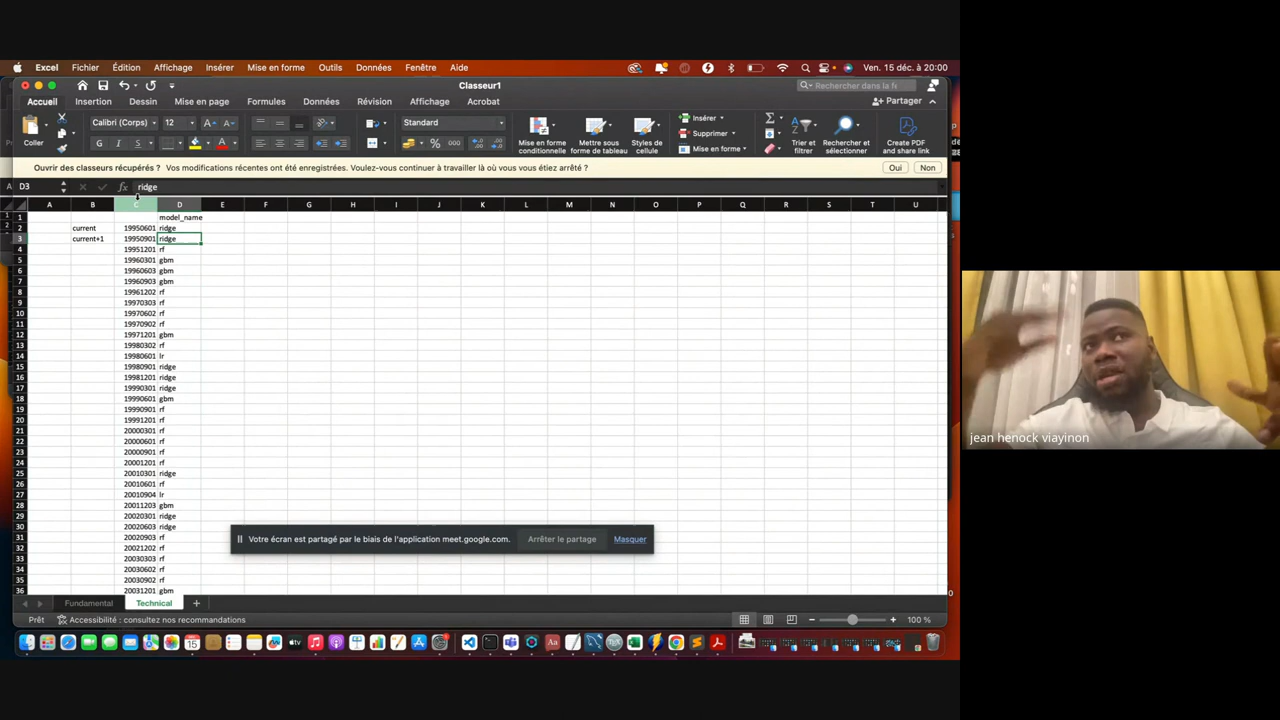 Excel Fichier Édition Affichage Insérer Mise en forme Outils Données Fenêtre Aide Ven. 15 déc. à 20:00
Classeur1 Rechercher dans la fe
Accueil Insertion Dessin Mise en page Formules Données Révision Affichage Acrobat Partager
Calibri (Corps) 12 Standard
Coller
G I S
Mise en forme conditionnelle
Mettre sous forme de tableau
Styles de cellule
Insérer
Supprimer
Mise en forme
Trier et filtrer
Rechercher et sélectionner
Create PDF and share link
Ouvrir des classeurs récupérés ? Vos modifications récentes ont été enregistrées. Voulez-vous continuer à travailler là où vous vous étiez arrêté ? Oui Non
D3 fx ridge
A B C D E F G H I J K L M N O P Q R S T U
1 model_name
2 current 19950601 ridge
3 current+1 19950901 ridge
4 19951201 rf
5 19960301 gbm
6 19960603 gbm
7 19960903 gbm
8 19961202 rf
9 19970303 rf
10 19970602 rf
11 19970902 rf
12 19971201 gbm
13 19980302 rf
14 19980601 lr
15 19980901 ridge
16 19981201 ridge
17 19990301 ridge
18 19990601 gbm
19 19990901 rf
20 19991201 rf
21 20000301 rf
22 20000601 rf
23 20000901 rf
24 20001201 rf
25 20010301 ridge
26 20010601 rf
27 20010904 lr
28 20011203 gbm
29 20020301 ridge
30 20020603 ridge
31 20020903 rf
32 20021202 rf
33 20030303 rf
34 20030602 rf
35 20030902 rf
36 20031201 gbm
Votre écran est partagé par le biais de l'application meet.google.com. Arrêter le partage Masquer
Fundamental Technical +
Prêt Accessibilité : consultez nos recommandations 100 %
jean henock viayinon